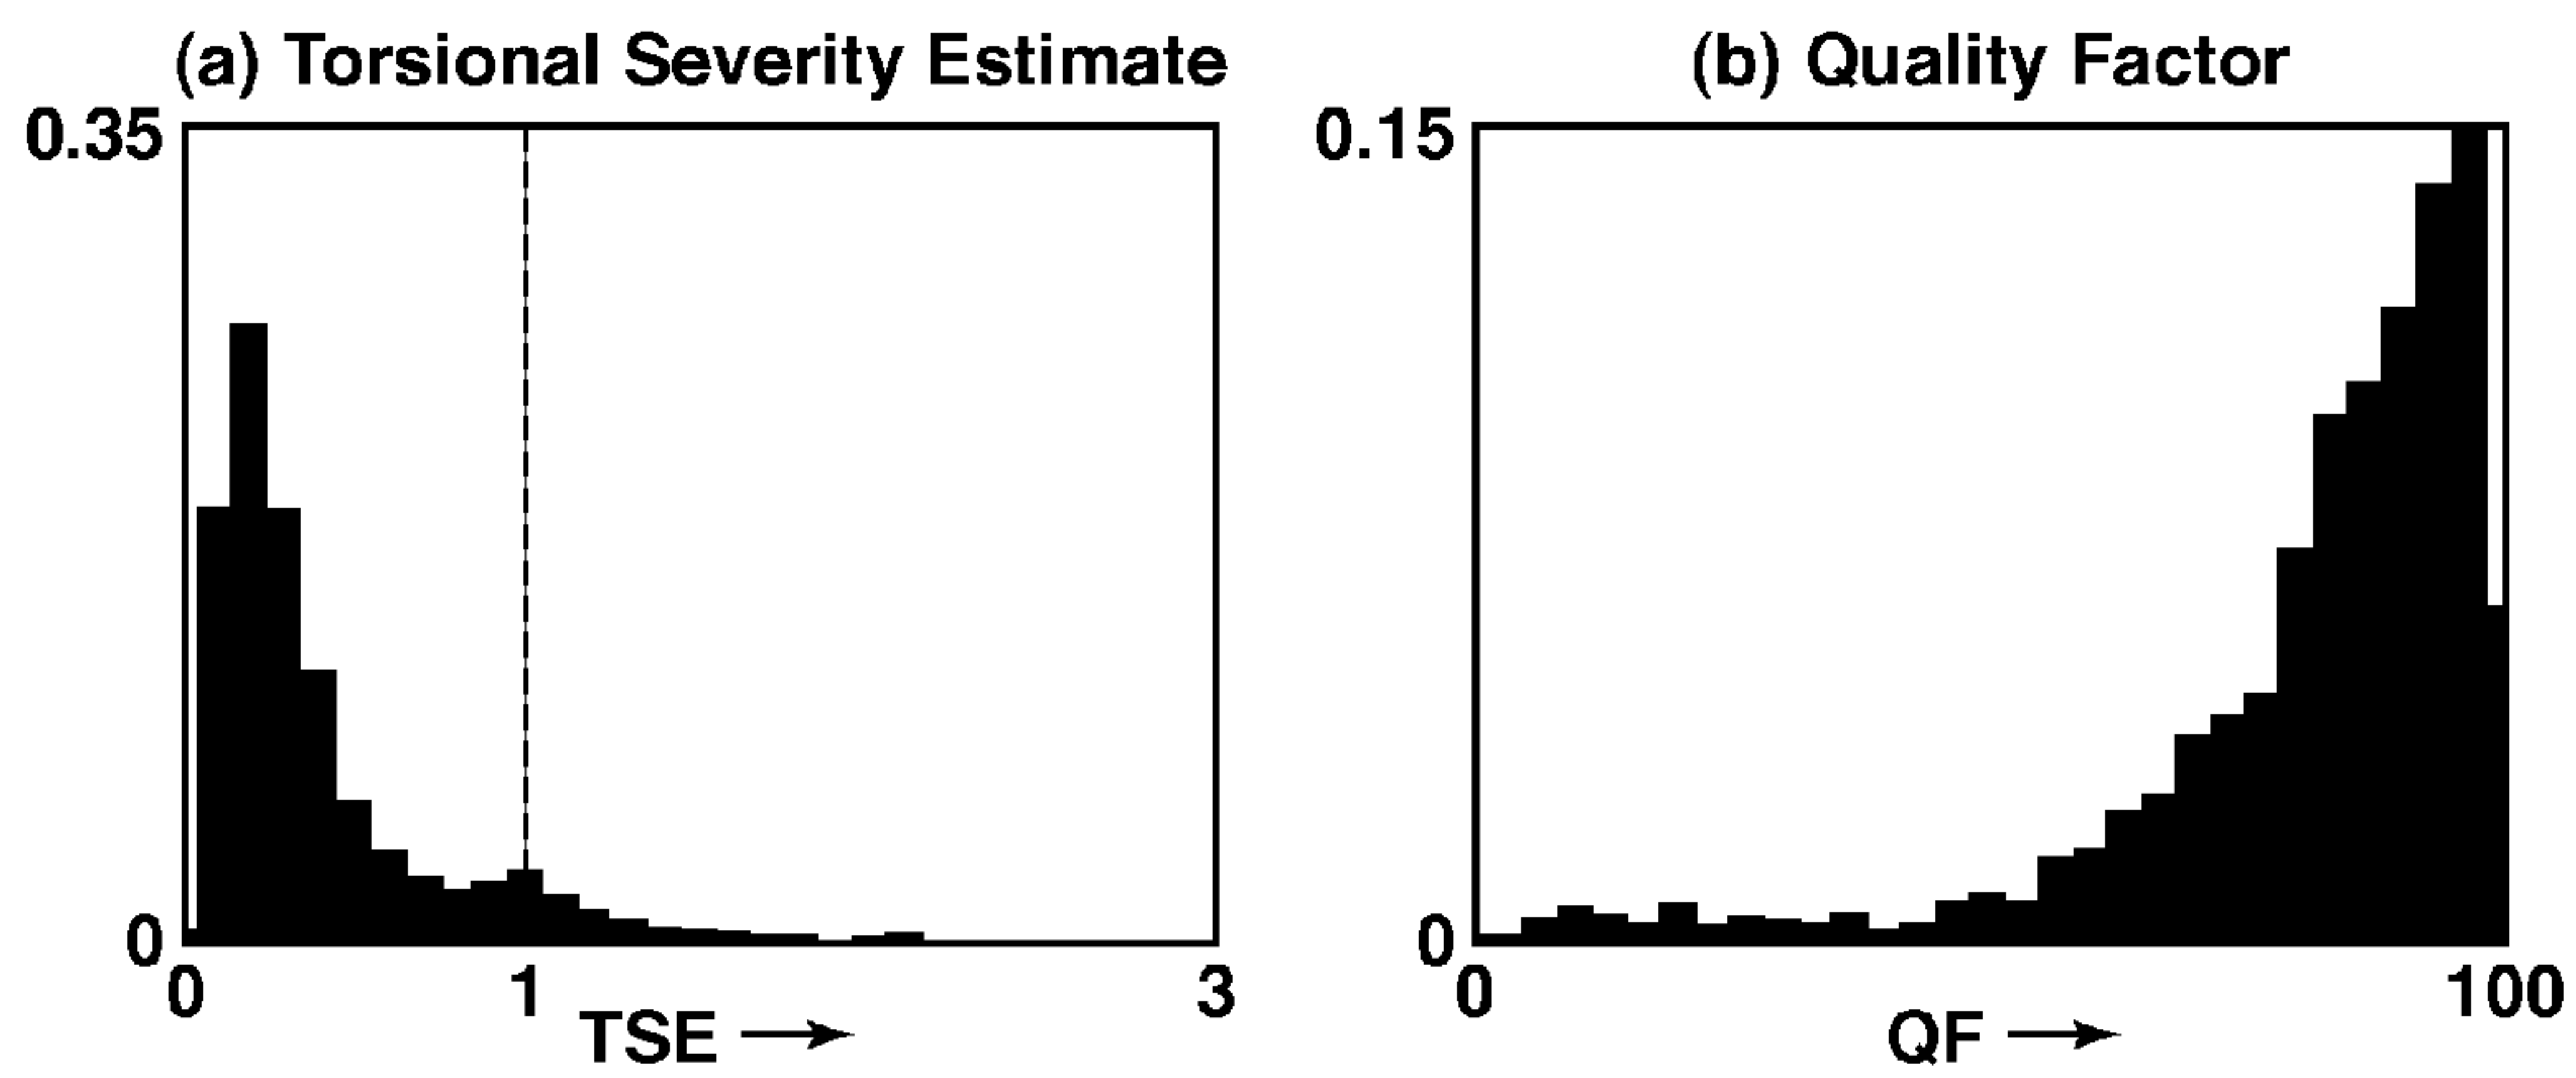 (a) Torsional Severity Estimate
0.35
0
0 1 3
TSE
(b) Quality Factor
0.15
0
0 100
QF